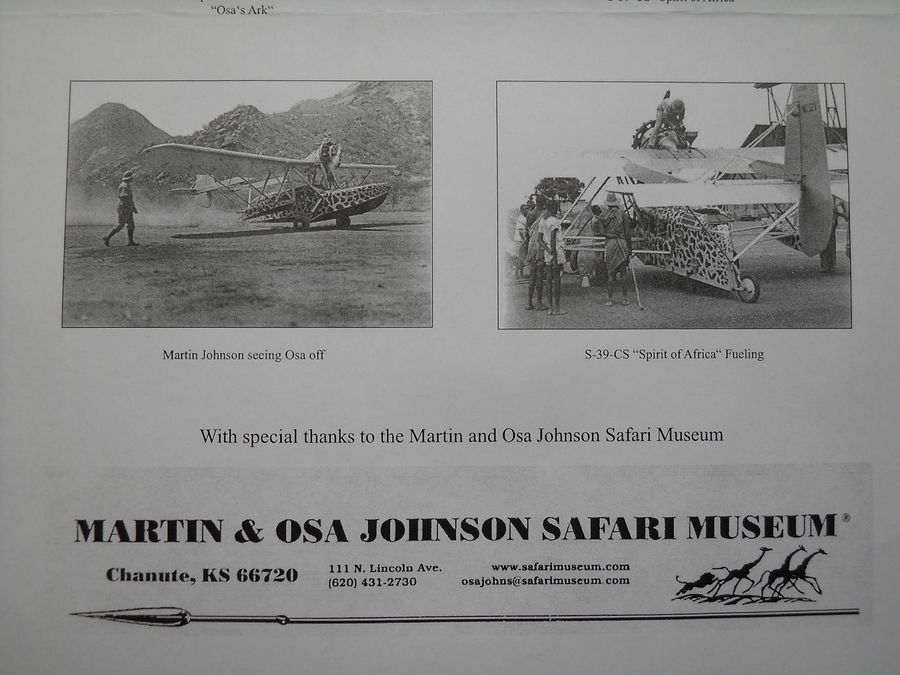 "Osa's Ark"
Martin Johnson seeing Osa off
S-39-CS "Spirit of Africa" Fueling
With special thanks to the Martin and Osa Johnson Safari Museum
MARTIN & OSA JOHNSON SAFARI MUSEUM®
Chanute, KS 66720
111 N. Lincoln Ave.
(620) 431-2730
www.safarimuseum.com
osajohns@safarimuseum.com